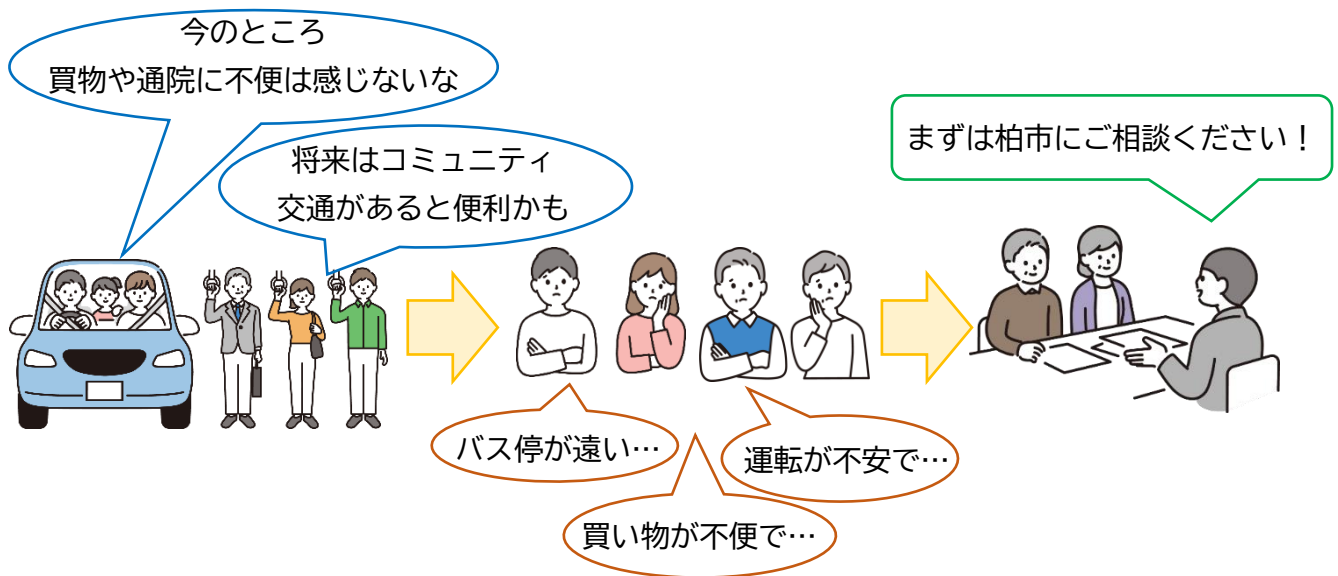 今のところ
買物や通院に不便は感じないな
将来はコミュニティ
交通があると便利かも
バス停が遠い…
買い物が不便で…
運転が不安で…
まずは柏市にご相談ください！